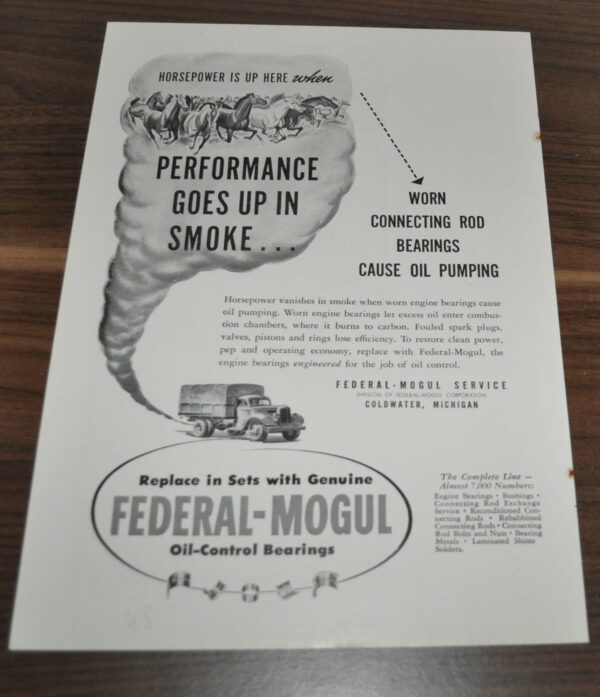 HORSEPOWER IS UP HERE when
PERFORMANCE
GOES UP IN
SMOKE...
WORN
CONNECTING ROD
BEARINGS
CAUSE OIL PUMPING
Horsepower vanishes in smoke when worn engine bearings cause
oil pumping. Worn engine bearings let excess oil enter combus-
tion chambers, where it burns to carbon. Fouled spark plugs,
valves, pistons and rings lose efficiency. To restore clean power,
pep and operating economy, replace with Federal-Mogul, the
engine bearings engineered for the job of oil control.
FEDERAL-MOGUL SERVICE
DIVISION OF FEDERAL-MOGUL CORPORATION
COLDWATER, MICHIGAN
Replace in Sets with Genuine
FEDERAL-MOGUL
Oil-Control Bearings
The Complete Line —
Almost 7,000 Numbers:
Engine Bearings • Bushings •
Connecting Rod Exchange
Service • Reconditioned Con-
necting Rods • Rebabbitted
Connecting Rods • Connecting
Rod Bolts and Nuts • Bearing
Metals • Laminated Shims
Solders.